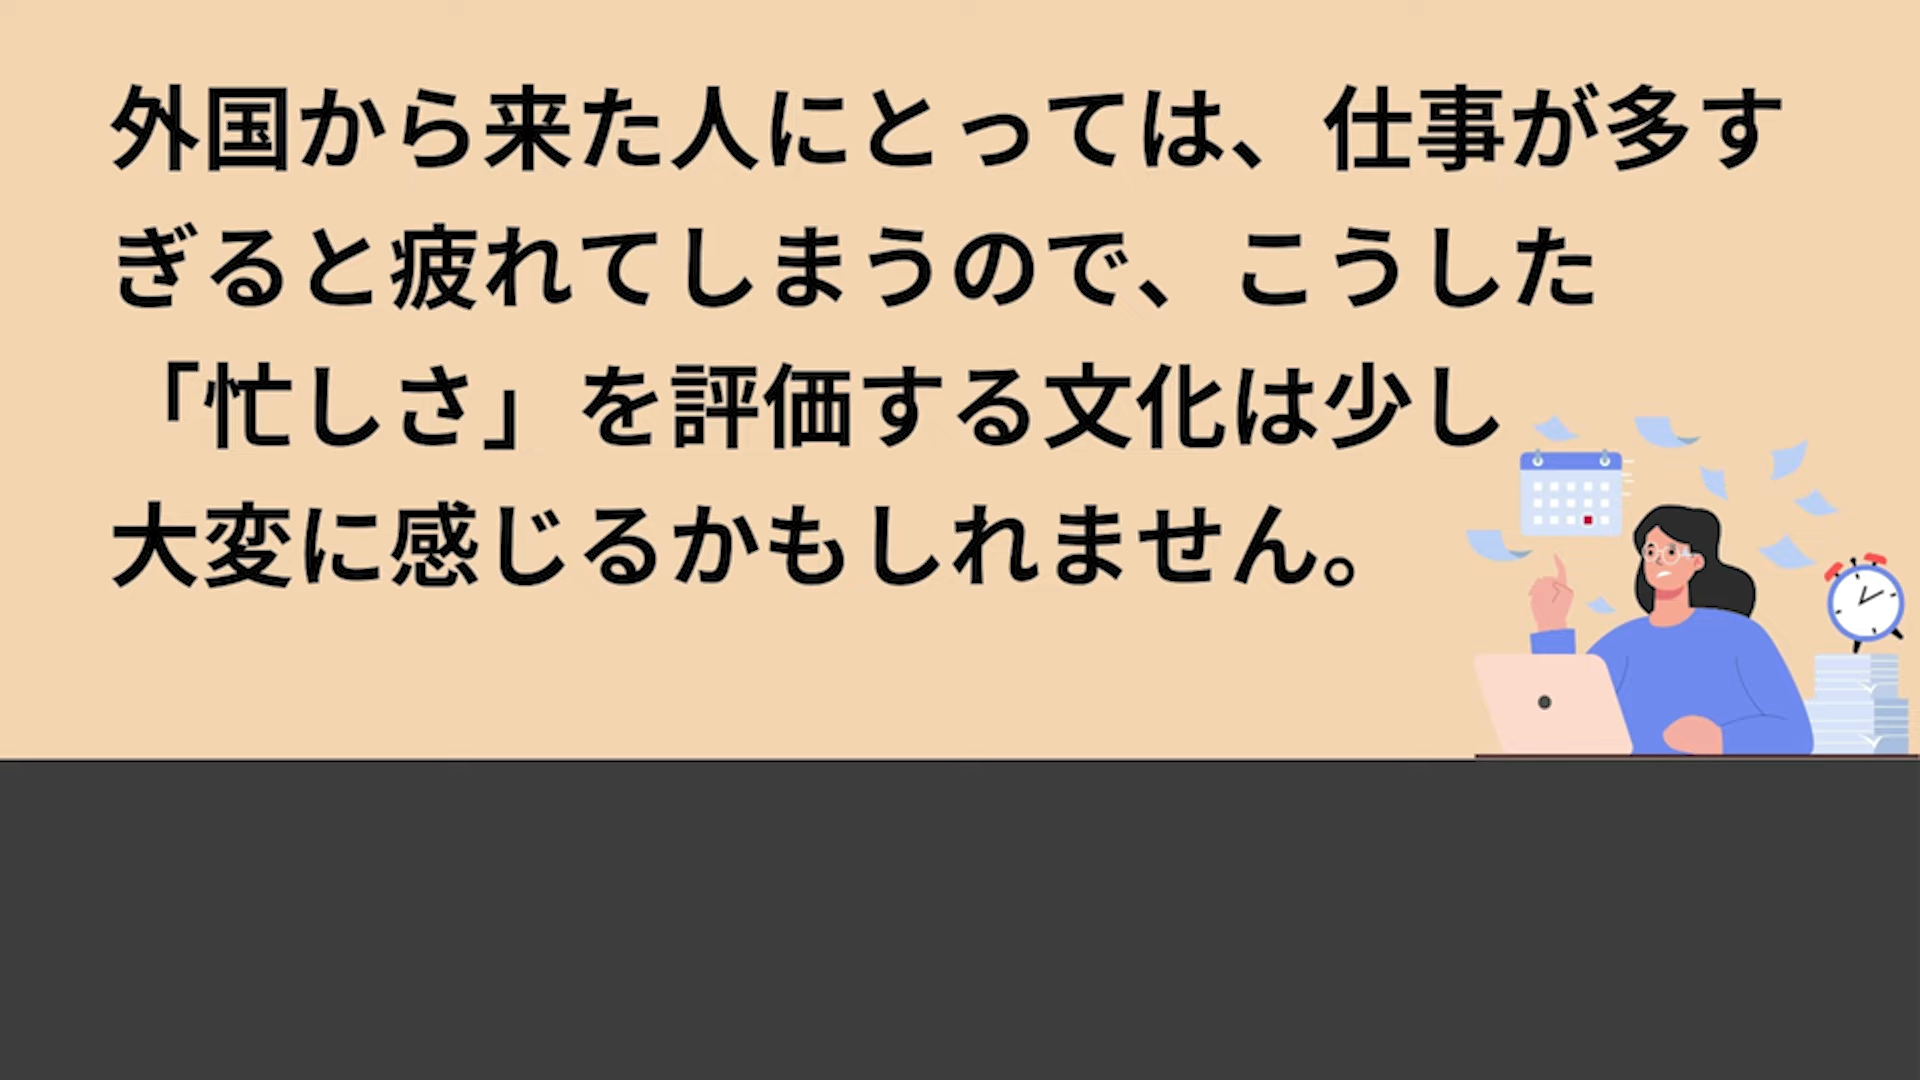 外国から来た人にとっては、仕事が多す
ぎると疲れてしまうので、こうした
「忙しさ」を評価する文化は少し
大変に感じるかもしれません。